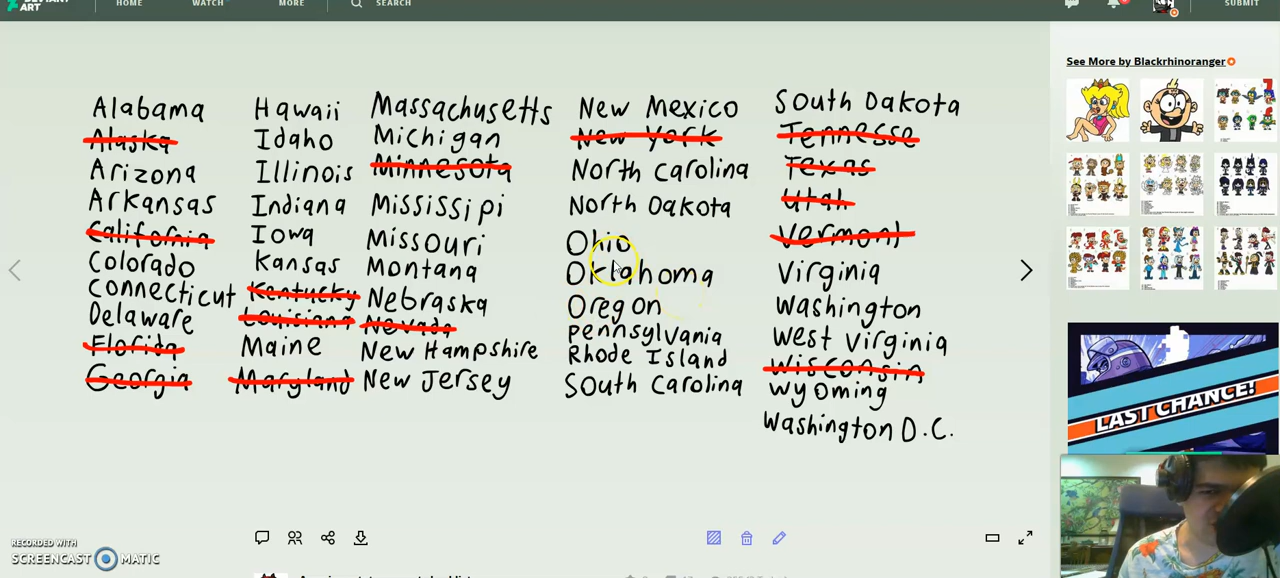 ART
HOME
WATCH
MORE
SEARCH
SUBMIT
See More by Blackrhinoranger
Alabama
Alaska
Arizona
Arkansas
California
Colorado
Connecticut
Delaware
Florida
Georgia
Hawaii
Idaho
Illinois
Indiana
Iowa
Kansas
Kentucky
Louisiana
Maine
Maryland
Massachusetts
Michigan
Minnesota
Mississipi
Missouri
Montana
Nebraska
Nevada
New Hampshire
New Jersey
New Mexico
New York
North Carolina
North Dakota
Ohio
Oklahoma
Oregon
Pennsylvania
Rhode Island
South Carolina
South Dakota
Tennesse
Texas
Utah
Vermont
Virginia
Washington
West Virginia
Wisconsin
Wyoming
Washington D.C.
LAST CHANCE!
RECORDED WITH
SCREENCAST MATIC